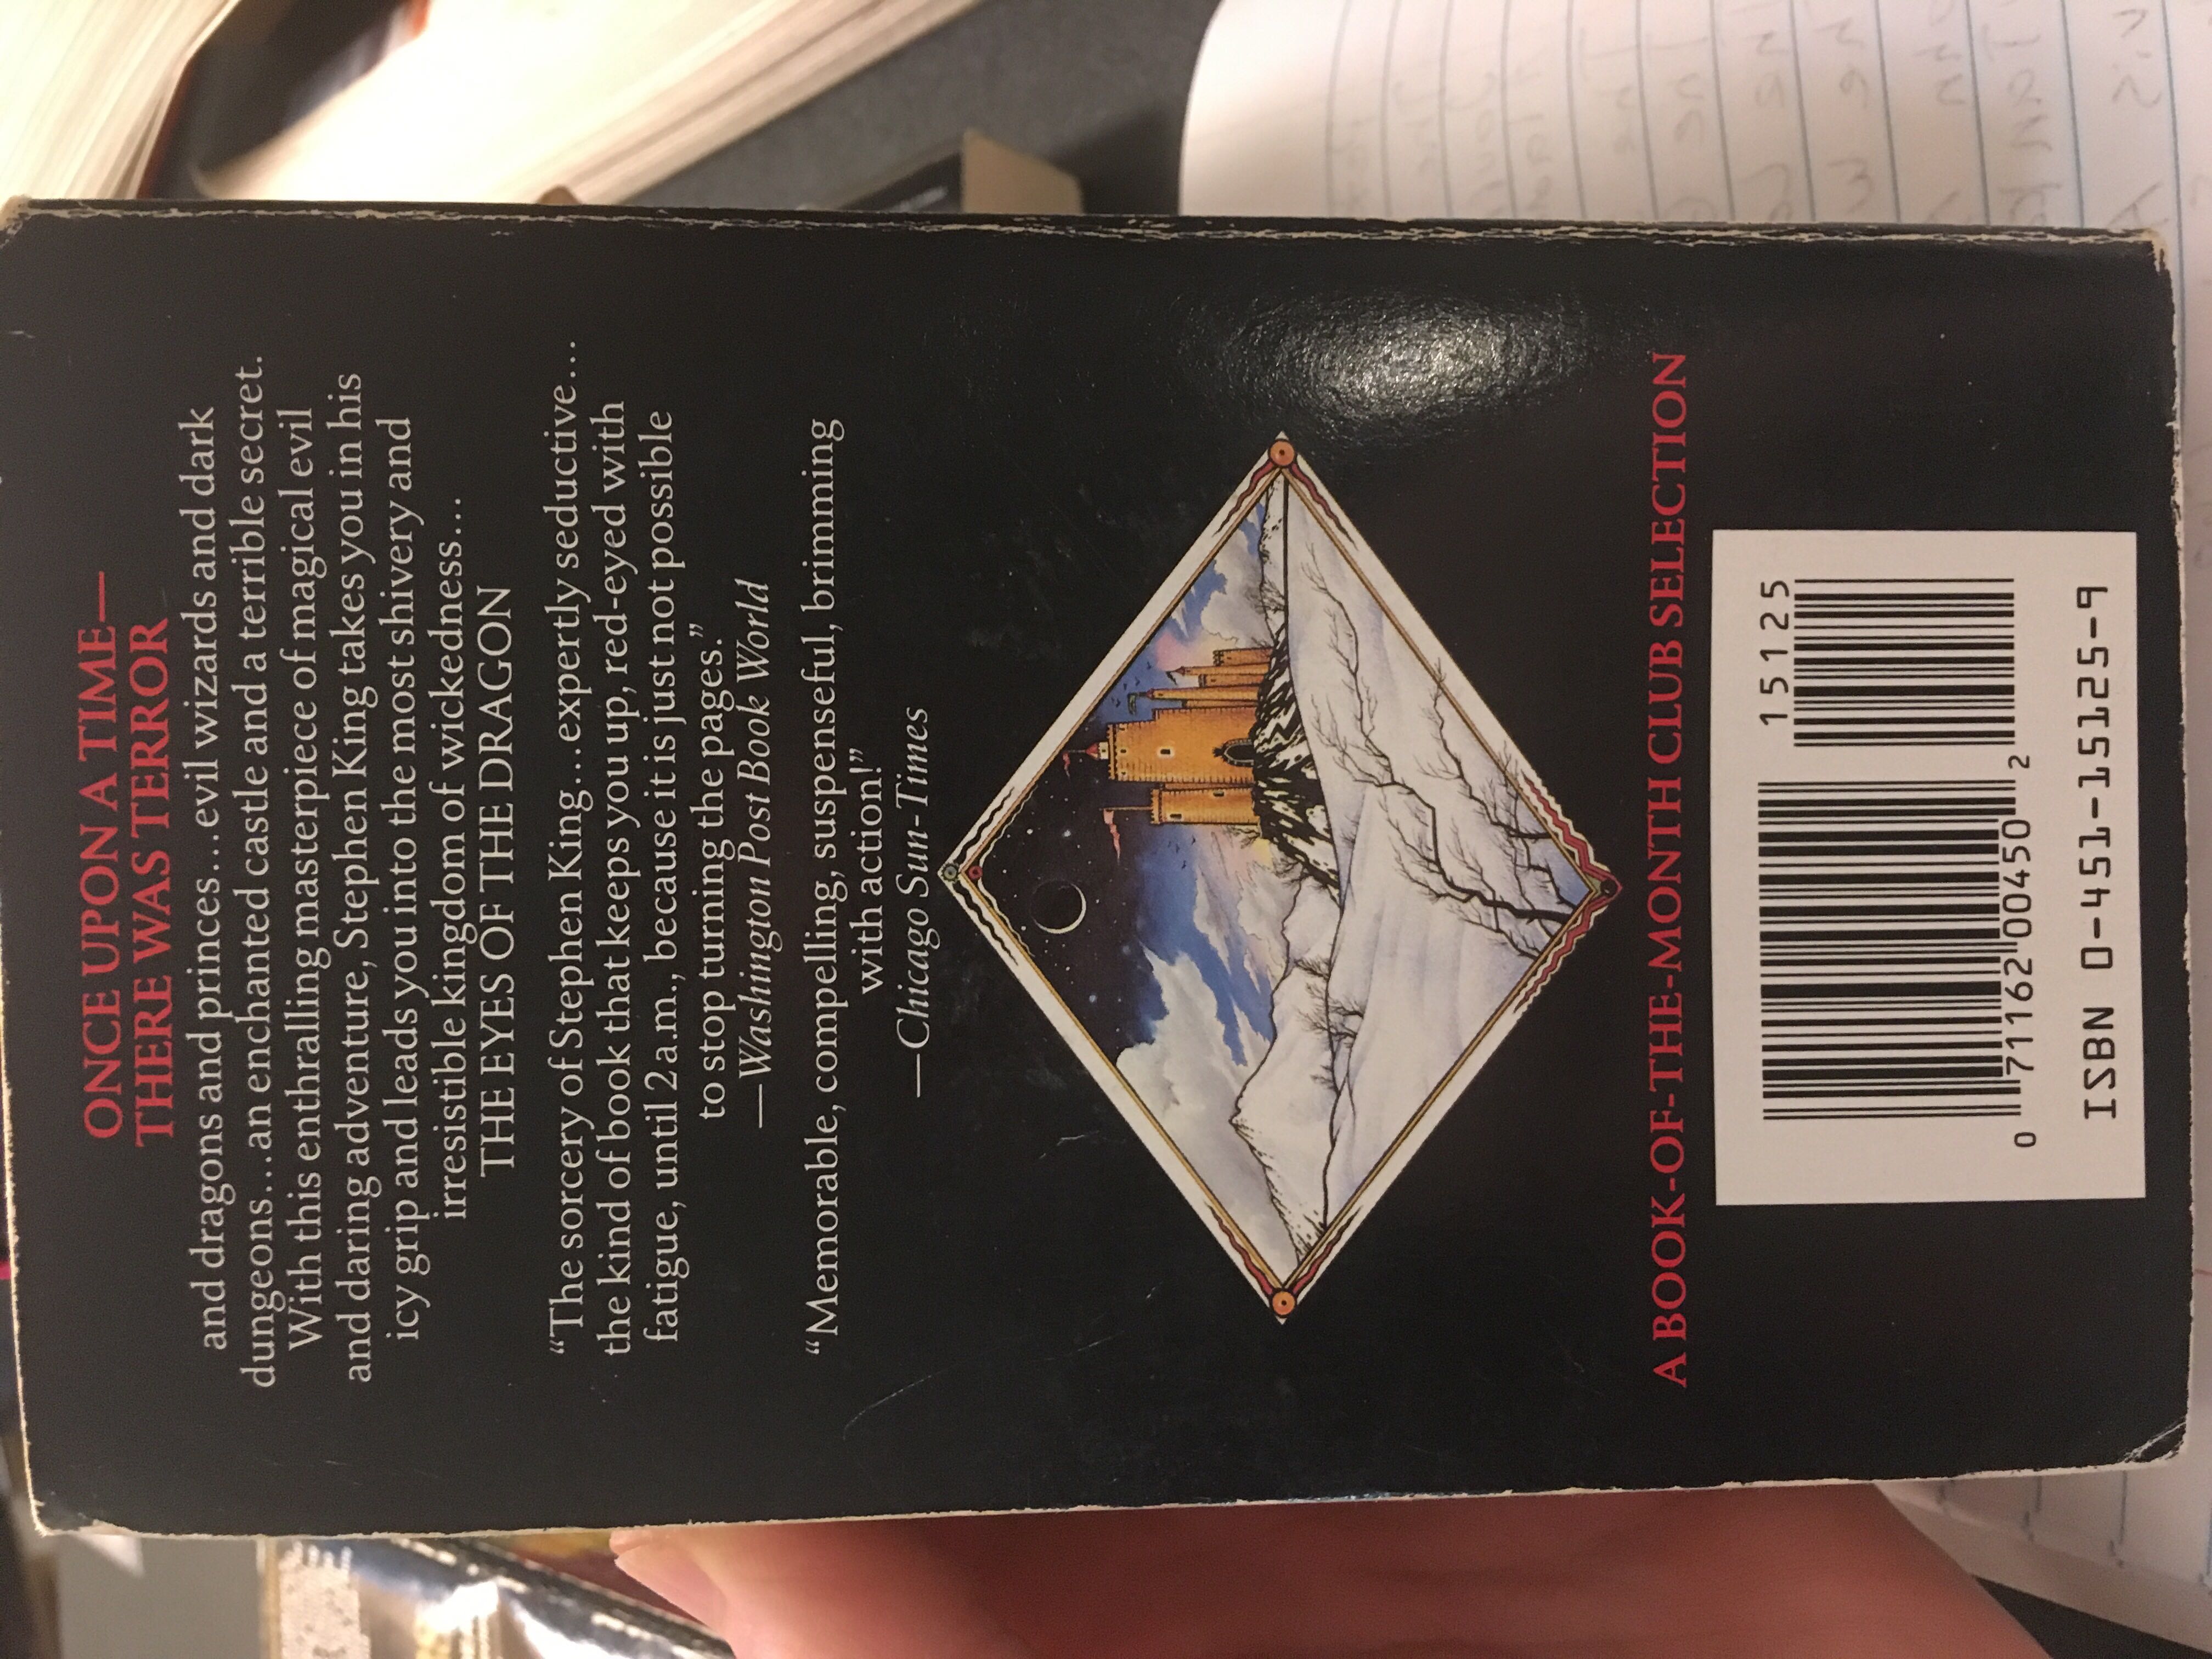 ONCE UPON A TIME—
THERE WAS TERROR
and dragons and princes...evil wizards and dark
dungeons...an enchanted castle and a terrible secret.
With this enthralling masterpiece of magical evil
and daring adventure, Stephen King takes you in his
icy grip and leads you into the most shivery and
irresistible kingdom of wickedness...
THE EYES OF THE DRAGON
“The sorcery of Stephen King...expertly seductive...
the kind of book that keeps you up, red-eyed with
fatigue, until 2 a.m., because it is just not possible
to stop turning the pages.”
—Washington Post Book World
“Memorable, compelling, suspenseful, brimming
with action!”
—Chicago Sun-Times
A BOOK-OF-THE-MONTH CLUB SELECTION
15125
0 71162 00450 2
ISBN 0-451-15125-9